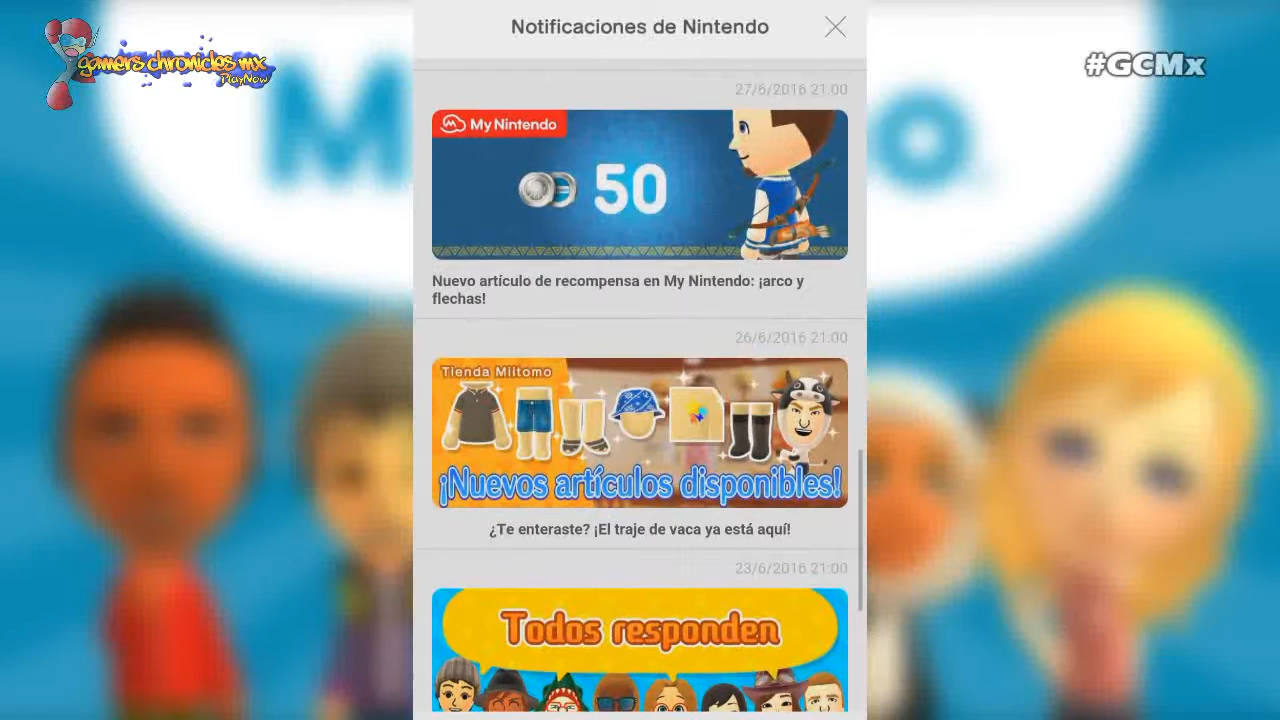 gamers chronicles mx
PlayNow
#GCMx
Notificaciones de Nintendo
27/6/2016 21:00
My Nintendo
50
Nuevo artículo de recompensa en My Nintendo: ¡arco y
flechas!
26/6/2016 21:00
Tienda Miitomo
¡Nuevos artículos disponibles!
¿Te enteraste? ¡El traje de vaca ya está aquí!
23/6/2016 21:00
Todos responden